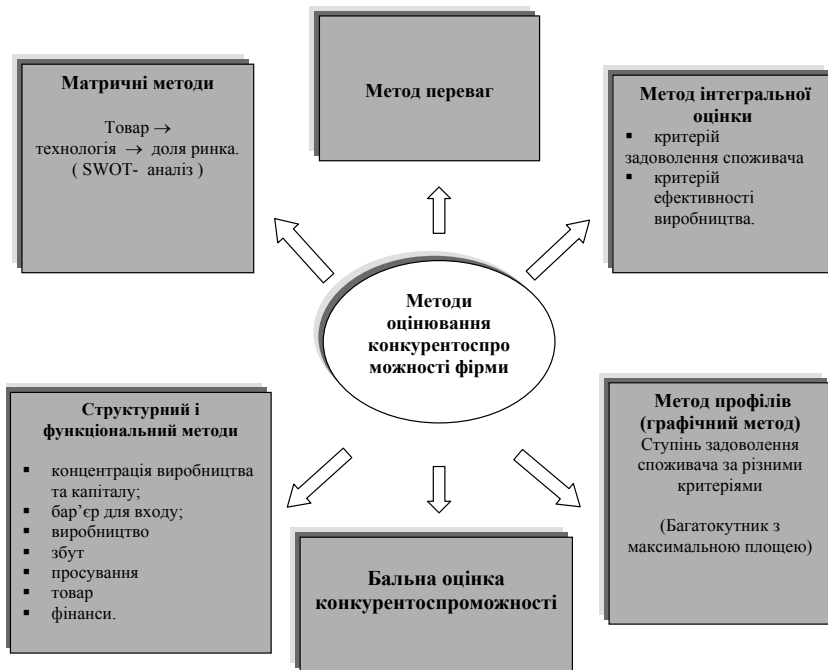 Матричні методи
Товар →
технологія → доля ринка.
( SWOT- аналіз )
Метод переваг
Метод інтегральної
оцінки
▪ критерій
задоволення споживача
▪ критерій
ефективності
виробництва.
Методи
оцінювання
конкурентоспро
можності фірми
Структурний і
функціональний методи
▪ концентрація виробництва
та капіталу;
▪ бар’єр для входу;
▪ виробництво
▪ збут
▪ просування
▪ товар
▪ фінанси.
Бальна оцінка
конкурентоспроможності
Метод профілів
(графічний метод)
Ступінь задоволення
споживача за різними
критеріями
(Багатокутник з
максимальною площею)